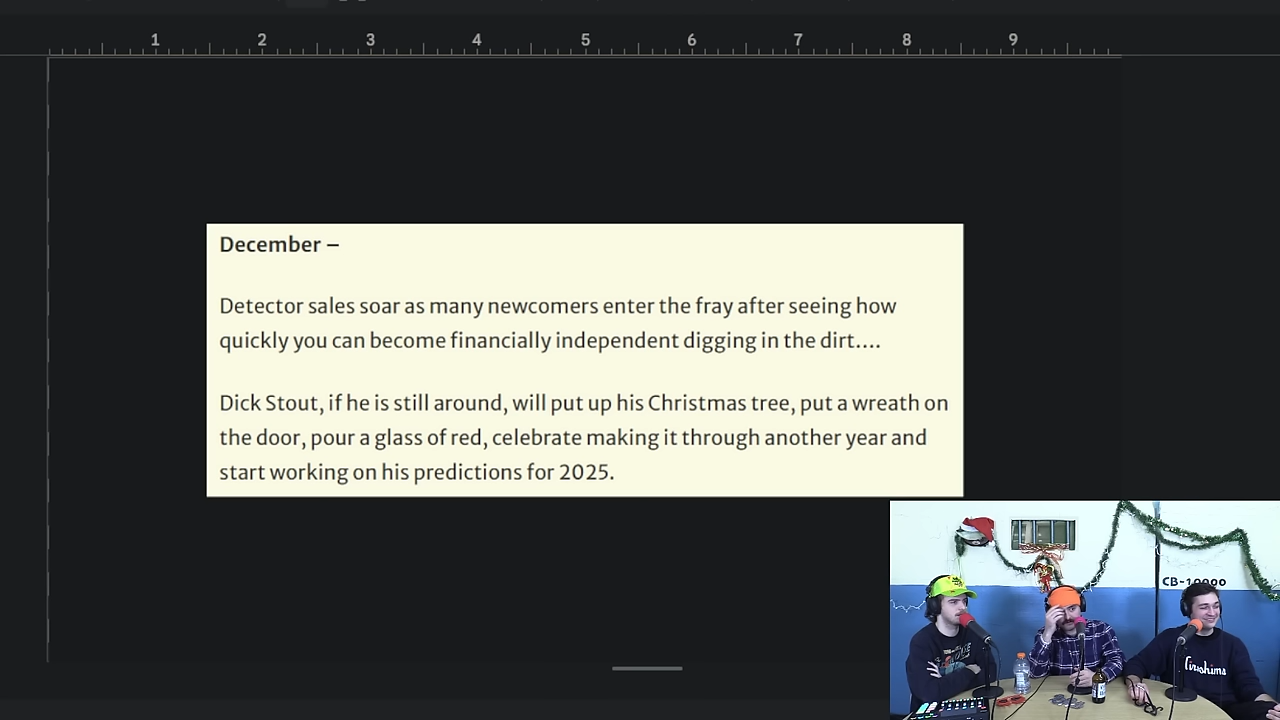 1 2 3 4 5 6 7 8 9
December –
Detector sales soar as many newcomers enter the fray after seeing how
quickly you can become financially independent digging in the dirt....
Dick Stout, if he is still around, will put up his Christmas tree, put a wreath on
the door, pour a glass of red, celebrate making it through another year and
start working on his predictions for 2025.
CB-10000